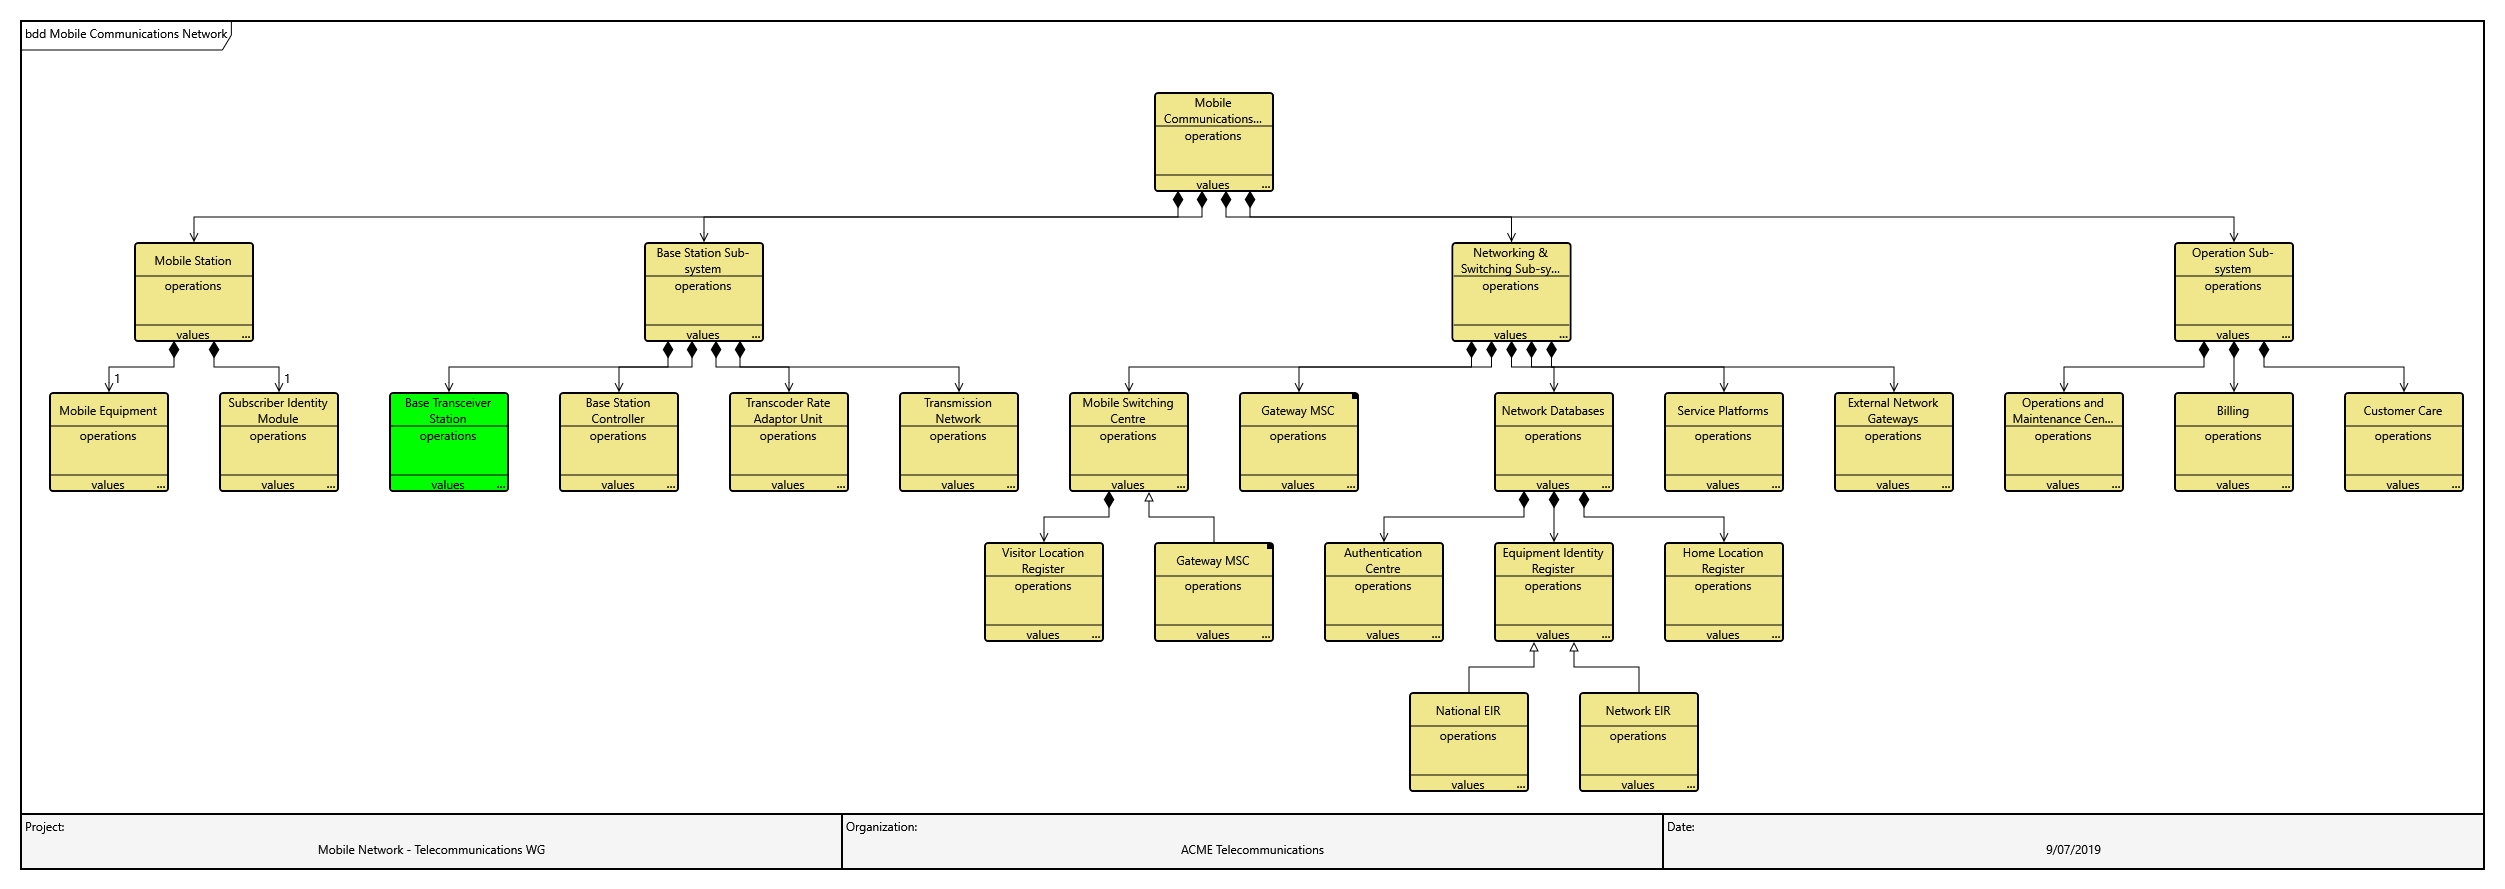 bdd Mobile Communications Network
Mobile
Communications...
operations
values
...
Mobile Station
operations
values
...
Base Station Sub-
system
operations
values
...
Networking &
Switching Sub-sy...
operations
values
...
Operation Sub-
system
operations
values
...
1
1
Mobile Equipment
operations
values
...
Subscriber Identity
Module
operations
values
...
Base Transceiver
Station
operations
values
...
Base Station
Controller
operations
values
...
Transcoder Rate
Adaptor Unit
operations
values
...
Transmission
Network
operations
values
...
Mobile Switching
Centre
operations
values
...
Gateway MSC
operations
values
...
Network Databases
operations
values
...
Service Platforms
operations
values
...
External Network
Gateways
operations
values
...
Operations and
Maintenance Cen...
operations
values
...
Billing
operations
values
...
Customer Care
operations
values
...
Visitor Location
Register
operations
values
...
Gateway MSC
operations
values
...
Authentication
Centre
operations
values
...
Equipment Identity
Register
operations
values
...
Home Location
Register
operations
values
...
National EIR
operations
values
...
Network EIR
operations
values
...
Project:
Mobile Network - Telecommunications WG
Organization:
ACME Telecommunications
Date:
9/07/2019